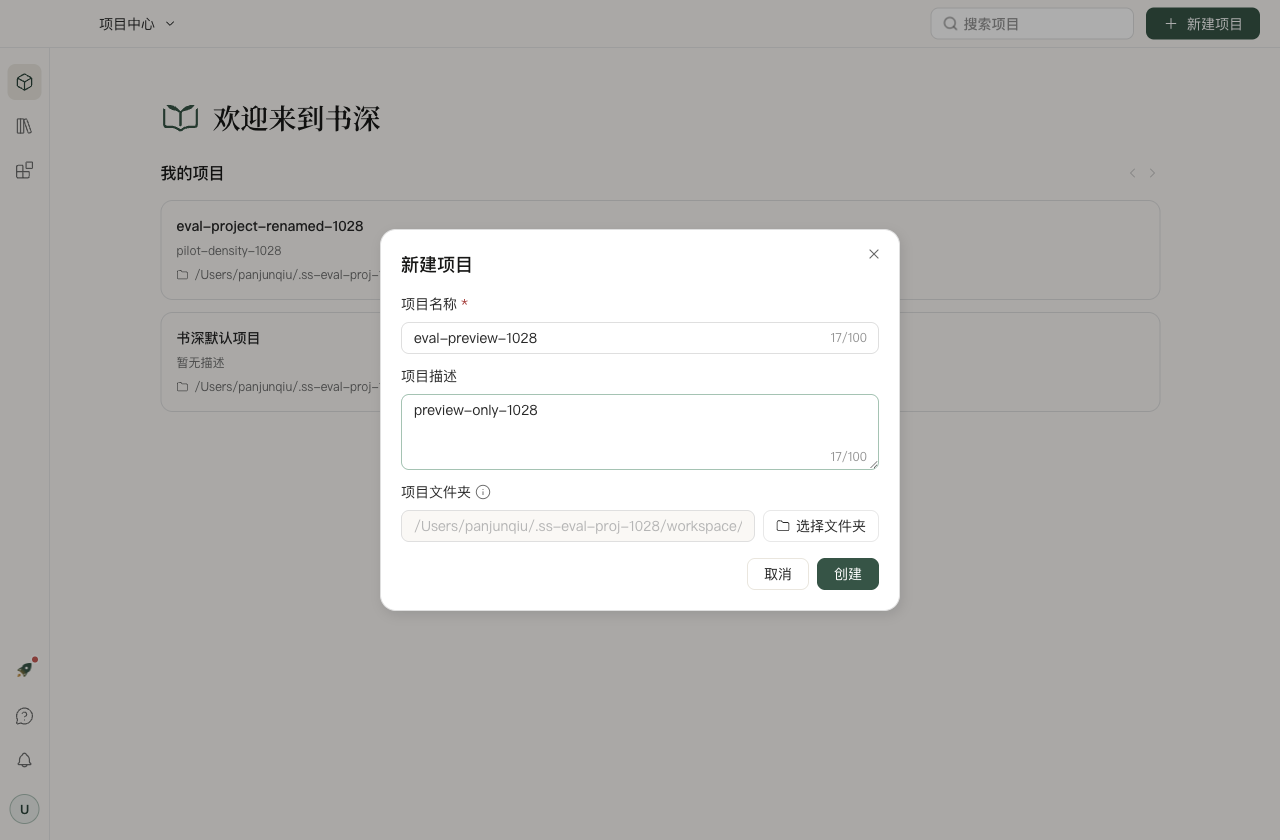 项目中心
搜索项目
新建项目
欢迎来到书深
我的项目
eval-project-renamed-1028
pilot-density-1028
/Users/panjunqiu/.ss-eval-proj-
书深默认项目
暂无描述
/Users/panjunqiu/.ss-eval-proj-
新建项目
项目名称 *
eval-preview-1028
17/100
项目描述
preview-only-1028
17/100
项目文件夹
/Users/panjunqiu/.ss-eval-proj-1028/workspace/
选择文件夹
取消
创建
U